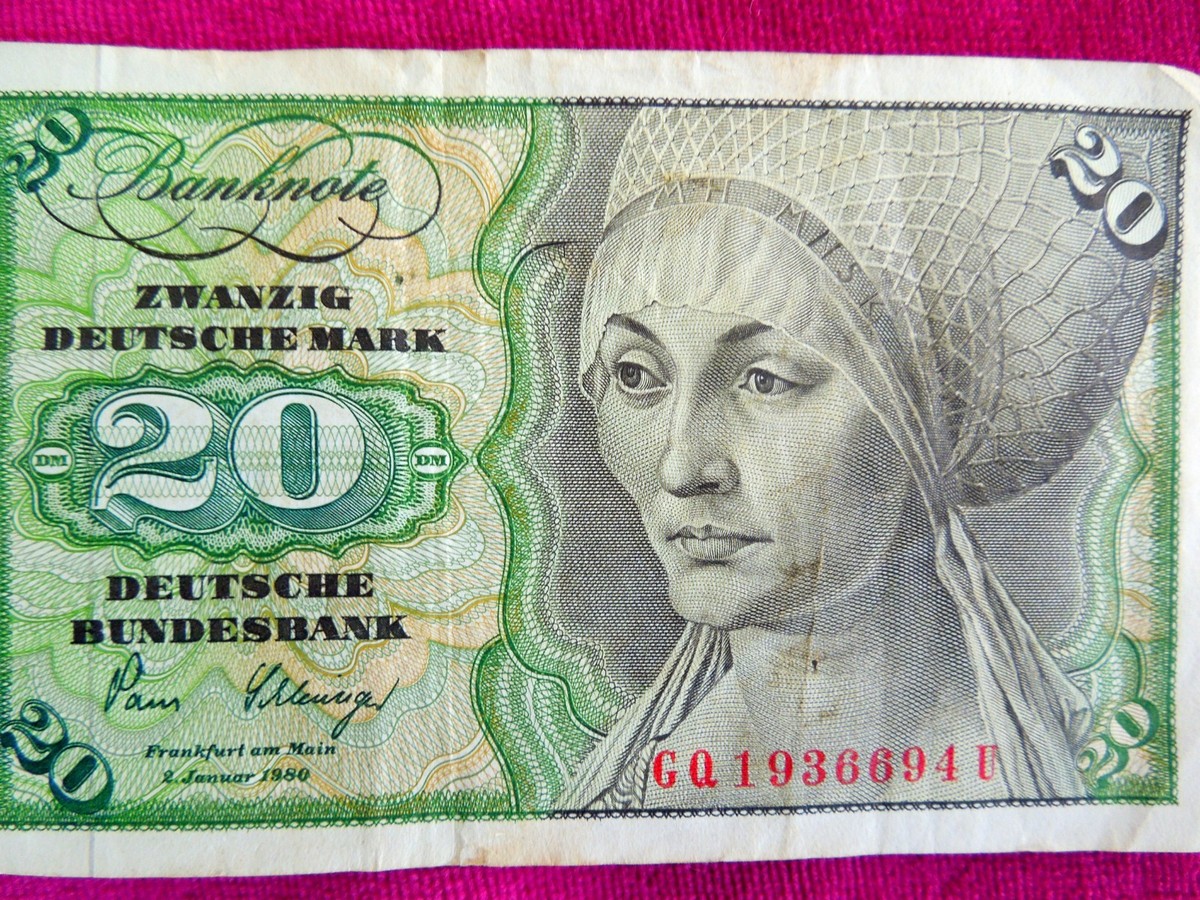 20
Banknote
20
ZWANZIG
DEUTSCHE MARK
DM 20 DM
DEUTSCHE
BUNDESBANK
Frankfurt am Main
2. Januar 1980
20
20
GQ1936694U